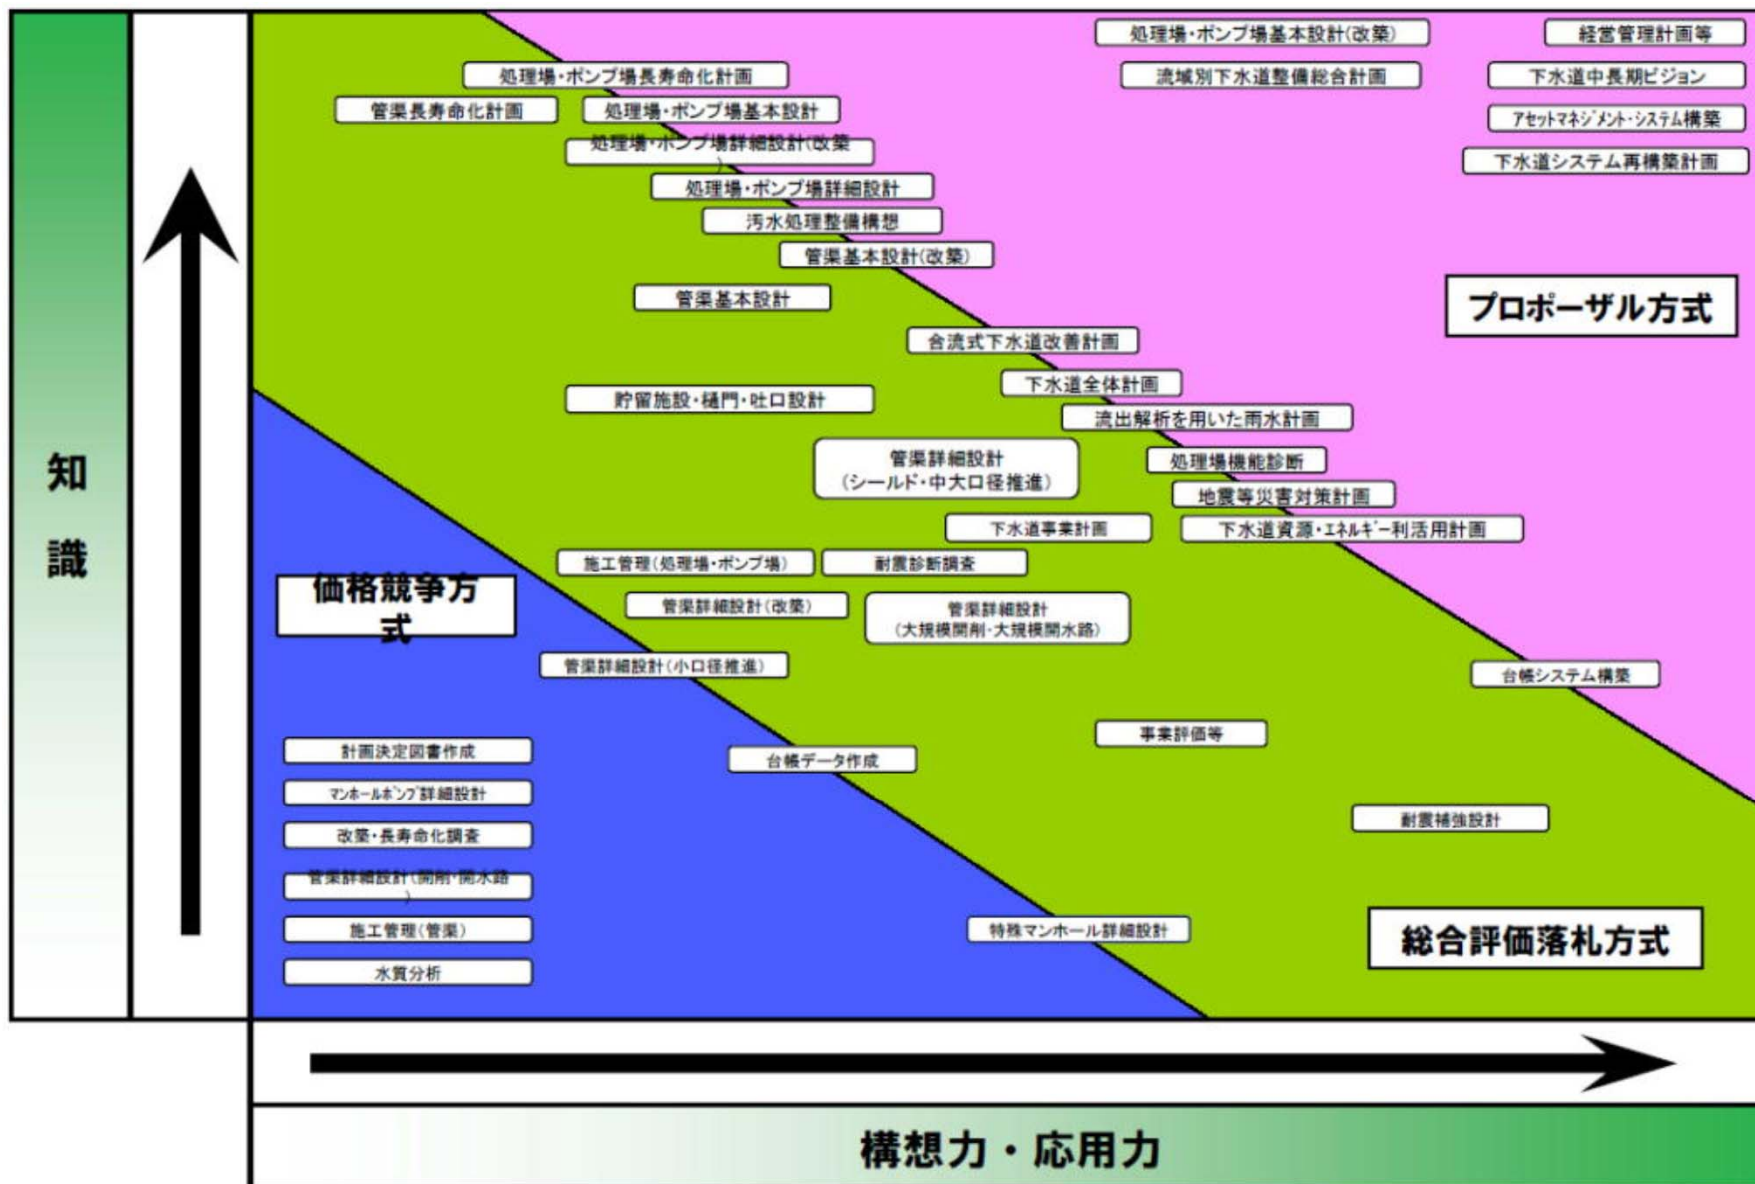 処理場・ポンプ場基本設計(改築)
経営管理計画等
処理場・ポンプ場長寿命化計画
流域別下水道整備総合計画
下水道中長期ビジョン
管渠長寿命化計画
処理場・ポンプ場基本設計
アセットマネジメント・システム構築
処理場・ポンプ場詳細設計(改築
)
下水道システム再構築計画
処理場・ポンプ場詳細設計
汚水処理整備構想
管渠基本設計(改築)
管渠基本設計
プロポーザル方式
合流式下水道改善計画
下水道全体計画
貯留施設・樋門・吐口設計
流出解析を用いた雨水計画
管渠詳細設計
(シールド・中大口径推進)
処理場機能診断
知
識
地震等災害対策計画
下水道事業計画
下水道資源・エネルギー利活用計画
施工管理(処理場・ポンプ場)
耐震診断調査
価格競争方
式
管渠詳細設計(改築)
管渠詳細設計
(大規模開削・大規模開水路)
管渠詳細設計(小口径推進)
台帳システム構築
事業評価等
計画決定図書作成
台帳データ作成
マンホールポンプ詳細設計
耐震補強設計
改築・長寿命化調査
管渠詳細設計(開削・開水路
)
施工管理(管渠)
特殊マンホール詳細設計
総合評価落札方式
水質分析
構想力・応用力